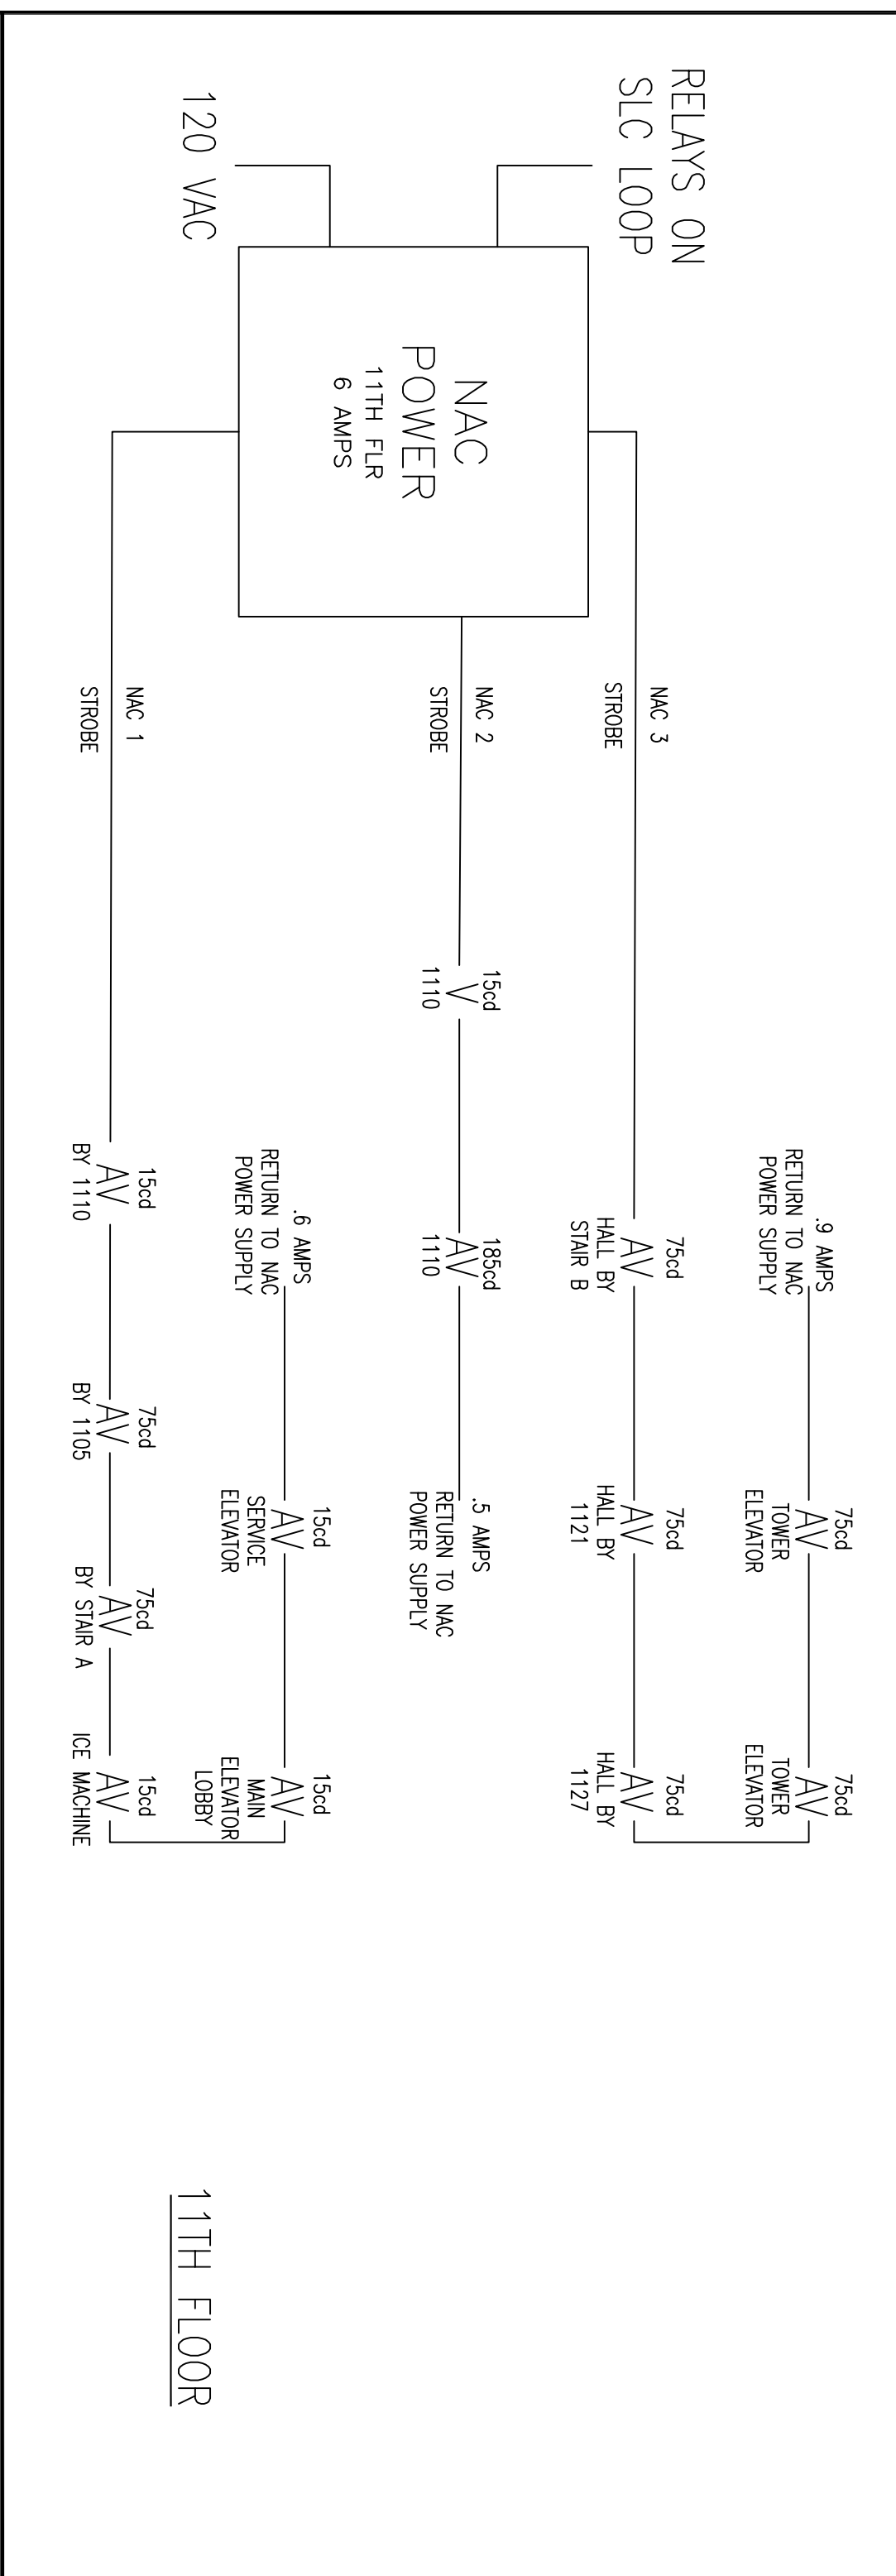 RELAYS ON
SLC LOOP
120 VAC
NAC
POWER
11TH FLR
6 AMPS
NAC 3
STROBE
.9 AMPS
RETURN TO NAC
POWER SUPPLY
75cd
AV
TOWER
ELEVATOR
75cd
AV
TOWER
ELEVATOR
75cd
AV
HALL BY
STAIR B
75cd
AV
HALL BY
1121
75cd
AV
HALL BY
1127
NAC 2
STROBE
15cd
V
1110
185cd
AV
1110
.5 AMPS
RETURN TO NAC
POWER SUPPLY
NAC 1
STROBE
.6 AMPS
RETURN TO NAC
POWER SUPPLY
15cd
AV
SERVICE
ELEVATOR
15cd
AV
MAIN
ELEVATOR
LOBBY
15cd
AV
BY 1110
75cd
AV
BY 1105
75cd
AV
BY STAIR A
15cd
AV
ICE MACHINE
11TH FLOOR